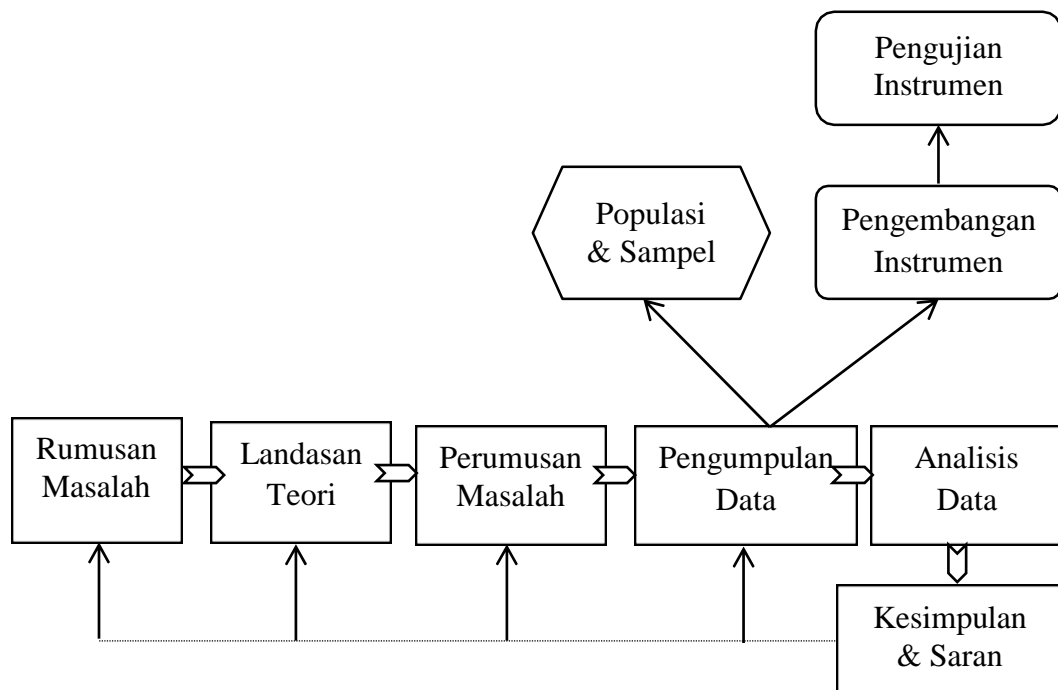 Pengujian
Instrumen
Populasi
& Sampel
Pengembangan
Instrumen
Rumusan
Masalah
Landasan
Teori
Perumusan
Masalah
Pengumpulan
Data
Analisis
Data
Kesimpulan
& Saran